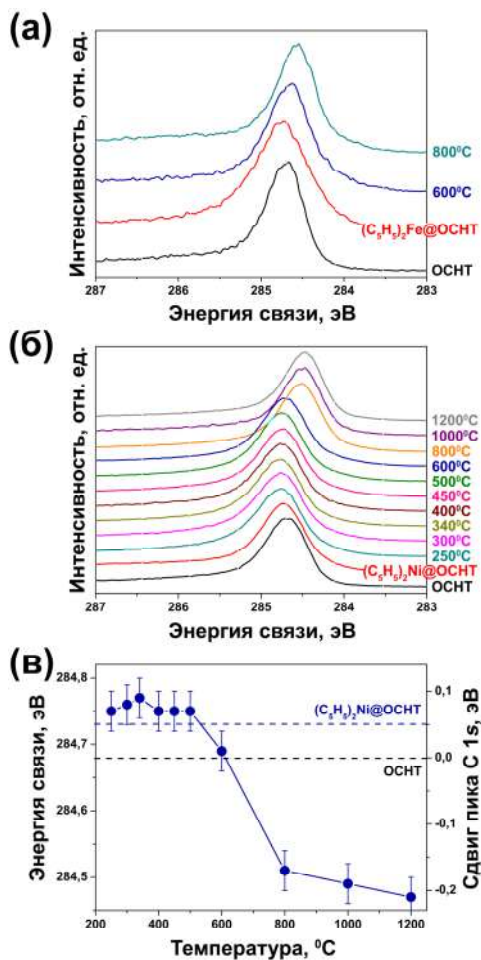 (а)
Интенсивность, отн. ед.
800⁰C
600⁰C
(C₅H₅)₂Fe@ОСНТ
ОСНТ
287 286 285 284 283
Энергия связи, эВ
(б)
Интенсивность, отн. ед.
1200⁰C
1000⁰C
800⁰C
600⁰C
500⁰C
450⁰C
400⁰C
340⁰C
300⁰C
250⁰C
(C₅H₅)₂Ni@ОСНТ
ОСНТ
287 286 285 284 283
Энергия связи, эВ
(в)
Энергия связи, эВ
284,8
284,7
284,6
284,5
(C₅H₅)₂Ni@ОСНТ
ОСНТ
0,1
0,0
-0,1
-0,2
Сдвиг пика С 1s, эВ
200 400 600 800 1000 1200
Температура, ⁰C